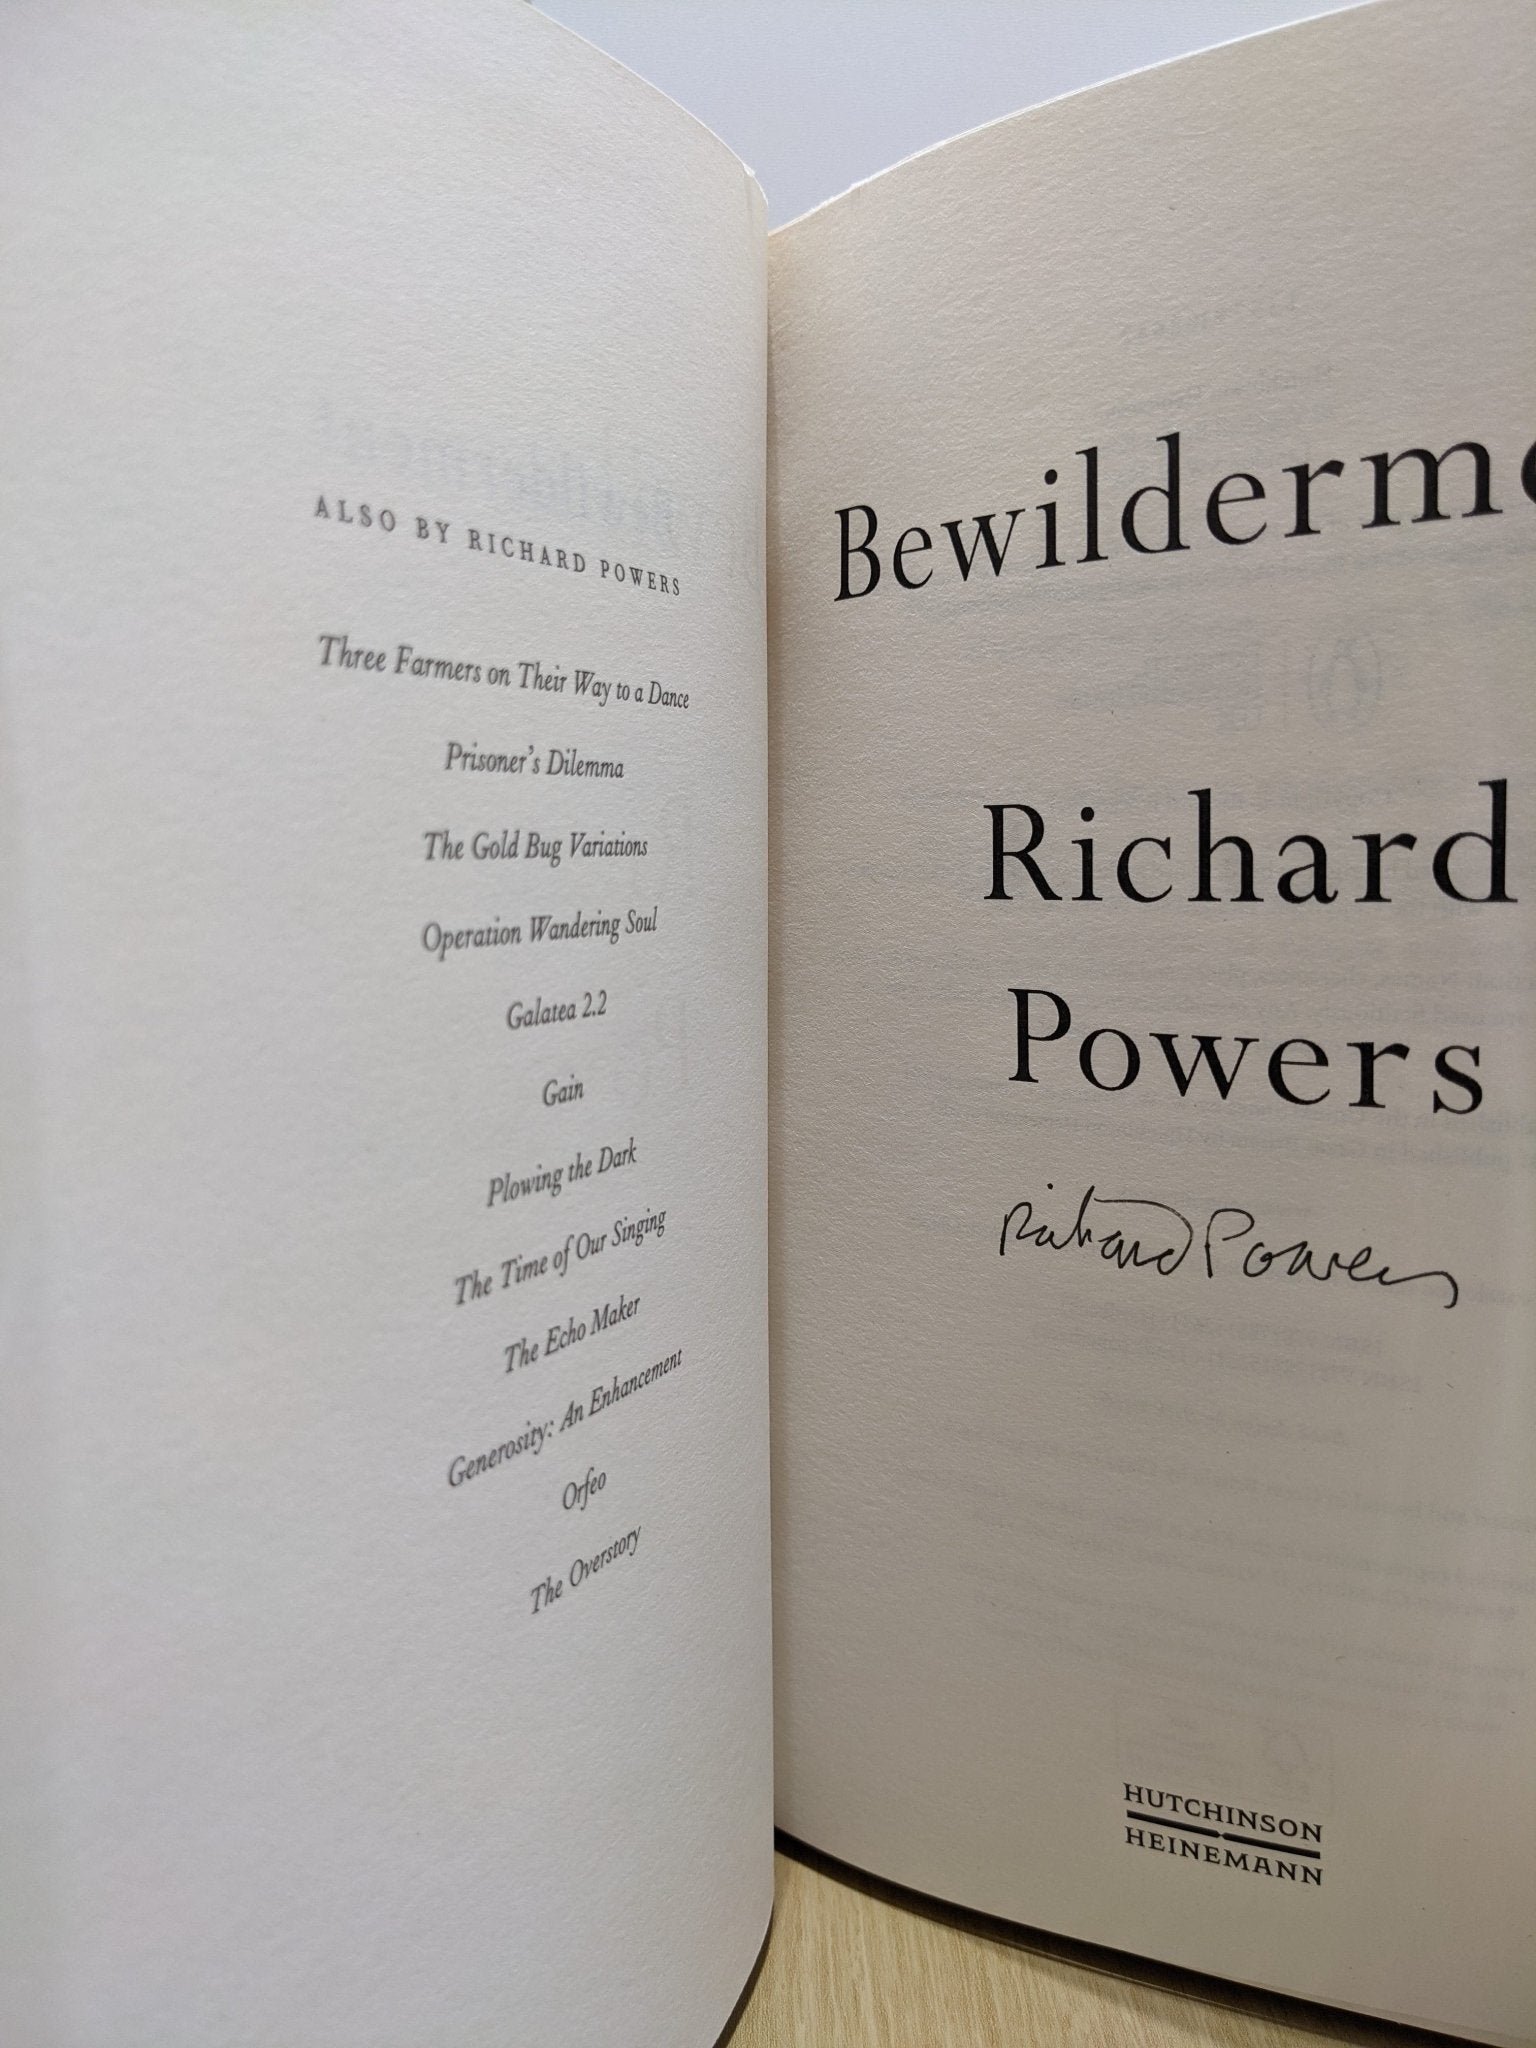 ALSO BY RICHARD POWERS
Three Farmers on Their Way to a Dance
Prisoner's Dilemma
The Gold Bug Variations
Operation Wandering Soul
Galatea 2.2
Gain
Plowing the Dark
The Time of Our Singing
The Echo Maker
Generosity: An Enhancement
Orfeo
The Overstory
Bewilderm
Richard
Powers
Richard Powers
HUTCHINSON
HEINEMANN